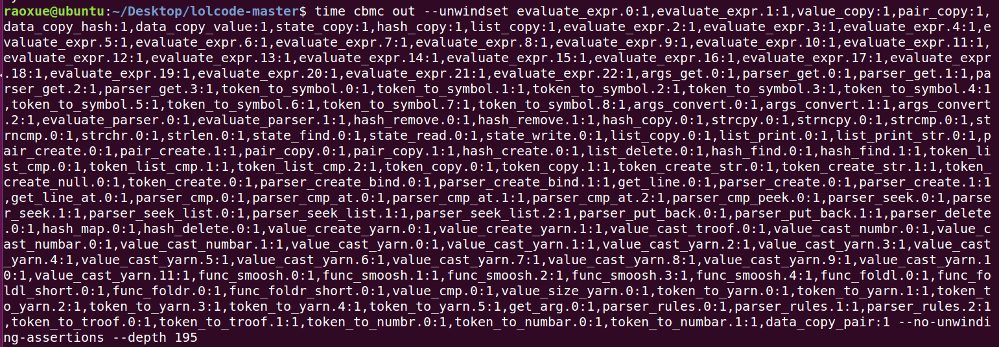 raoxue@ubuntu:~/Desktop/lolcode-master$ time cbmc out --unwindset evaluate_expr.0:1,evaluate_expr.1:1,value_copy:1,pair_copy:1,
data_copy_hash:1,data_copy_value:1,state_copy:1,hash_copy:1,list_copy:1,evaluate_expr.2:1,evaluate_expr.3:1,evaluate_expr.4:1,e
valuate_expr.5:1,evaluate_expr.6:1,evaluate_expr.7:1,evaluate_expr.8:1,evaluate_expr.9:1,evaluate_expr.10:1,evaluate_expr.11:1,
evaluate_expr.12:1,evaluate_expr.13:1,evaluate_expr.14:1,evaluate_expr.15:1,evaluate_expr.16:1,evaluate_expr.17:1,evaluate_expr
.18:1,evaluate_expr.19:1,evaluate_expr.20:1,evaluate_expr.21:1,evaluate_expr.22:1,args_get.0:1,parser_get.0:1,parser_get.1:1,pa
rser_get.2:1,parser_get.3:1,token_to_symbol.0:1,token_to_symbol.1:1,token_to_symbol.2:1,token_to_symbol.3:1,token_to_symbol.4:1
,token_to_symbol.5:1,token_to_symbol.6:1,token_to_symbol.7:1,token_to_symbol.8:1,args_convert.0:1,args_convert.1:1,args_convert
.2:1,evaluate_parser.0:1,evaluate_parser.1:1,hash_remove.0:1,hash_remove.1:1,hash_copy.0:1,strcpy.0:1,strncpy.0:1,strcmp.0:1,st
rncmp.0:1,strchr.0:1,strlen.0:1,state_find.0:1,state_read.0:1,state_write.0:1,list_copy.0:1,list_print.0:1,list_print_str.0:1,p
air_create.0:1,pair_create.1:1,pair_copy.0:1,pair_copy.1:1,hash_create.0:1,list_delete.0:1,hash_find.0:1,hash_find.1:1,token_li
st_cmp.0:1,token_list_cmp.1:1,token_list_cmp.2:1,token_copy.0:1,token_copy.1:1,token_create_str.0:1,token_create_str.1:1,token_
create_null.0:1,token_create.0:1,parser_create_bind.0:1,parser_create_bind.1:1,get_line.0:1,parser_create.0:1,parser_create.1:1
,get_line_at.0:1,parser_cmp.0:1,parser_cmp_at.0:1,parser_cmp_at.1:1,parser_cmp_at.2:1,parser_cmp_peek.0:1,parser_seek.0:1,parse
r_seek.1:1,parser_seek_list.0:1,parser_seek_list.1:1,parser_seek_list.2:1,parser_put_back.0:1,parser_put_back.1:1,parser_delete
.0:1,hash_map.0:1,hash_delete.0:1,value_create_yarn.0:1,value_create_yarn.1:1,value_cast_troof.0:1,value_cast_numbr.0:1,value_c
ast_numbar.0:1,value_cast_numbar.1:1,value_cast_yarn.0:1,value_cast_yarn.1:1,value_cast_yarn.2:1,value_cast_yarn.3:1,value_cast
_yarn.4:1,value_cast_yarn.5:1,value_cast_yarn.6:1,value_cast_yarn.7:1,value_cast_yarn.8:1,value_cast_yarn.9:1,value_cast_yarn.1
0:1,value_cast_yarn.11:1,func_smoosh.0:1,func_smoosh.1:1,func_smoosh.2:1,func_smoosh.3:1,func_smoosh.4:1,func_foldl.0:1,func_fo
ldl_short.0:1,func_foldr.0:1,func_foldr_short.0:1,value_cmp.0:1,value_size_yarn.0:1,token_to_yarn.0:1,token_to_yarn.1:1,token_t
o_yarn.2:1,token_to_yarn.3:1,token_to_yarn.4:1,token_to_yarn.5:1,get_arg.0:1,parser_rules.0:1,parser_rules.1:1,parser_rules.2:1
,token_to_troof.0:1,token_to_troof.1:1,token_to_numbr.0:1,token_to_numbar.0:1,token_to_numbar.1:1,data_copy_pair:1 --no-unwindi
ng-assertions --depth 195